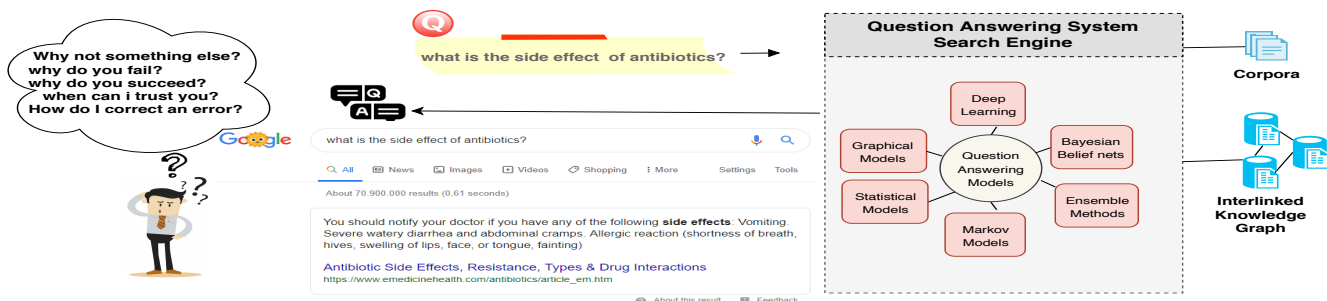 Why not something else?
why do you fail?
why do you succeed?
when can i trust you?
How do I correct an error?
Q
what is the side effect of antibiotics?
Q
A
Google
what is the side effect of antibiotics?
All News Images Videos Shopping More Settings Tools
About 70.900.000 results (0,61 seconds)
You should notify your doctor if you have any of the following side effects: Vomiting.
Severe watery diarrhea and abdominal cramps. Allergic reaction (shortness of breath,
hives, swelling of lips, face, or tongue, fainting)
Antibiotic Side Effects, Resistance, Types & Drug Interactions
https://www.emedicinehealth.com/antibiotics/article_em.htm
About this result Feedback
Question Answering System
Search Engine
Deep
Learning
Graphical
Models
Bayesian
Belief nets
Question
Answering
Models
Statistical
Models
Ensemble
Methods
Markov
Models
Corpora
Interlinked
Knowledge
Graph
? ? ?